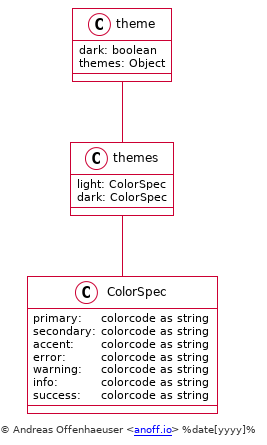 C theme
dark: boolean
themes: Object
C themes
light: ColorSpec
dark: ColorSpec
C ColorSpec
primary: colorcode as string
secondary: colorcode as string
accent: colorcode as string
error: colorcode as string
warning: colorcode as string
info: colorcode as string
success: colorcode as string
© Andreas Offenhaeuser <anoff.io> %date[yyyy]%